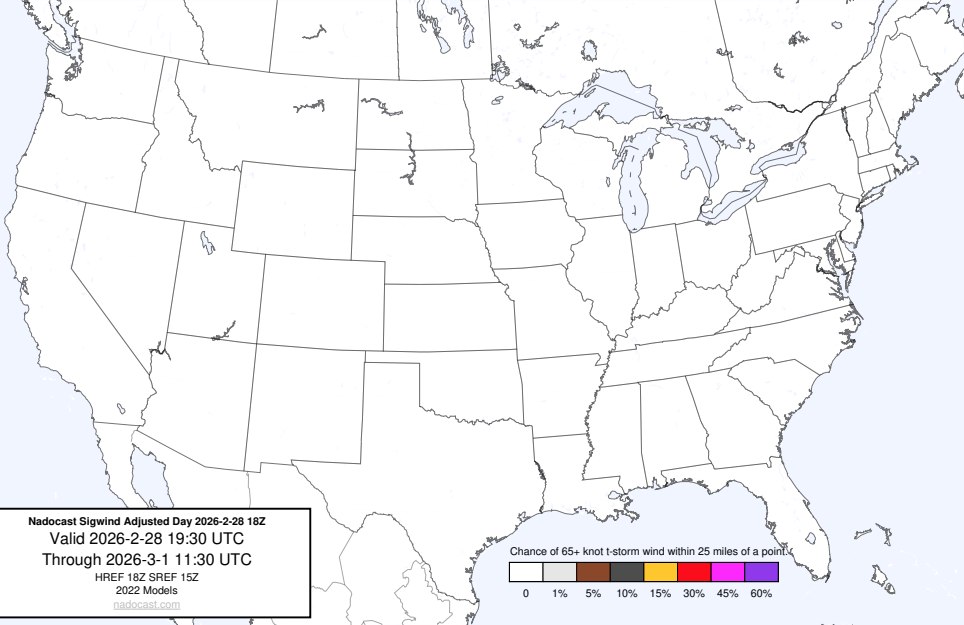 Nadocast Sigwind Adjusted Day 2026-2-28 18Z
Valid 2026-2-28 19:30 UTC
Through 2026-3-1 11:30 UTC
HREF 18Z SREF 15Z
2022 Models
nadocast.com
Chance of 65+ knot t-storm wind within 25 miles of a point.
0 1% 5% 10% 15% 30% 45% 60%